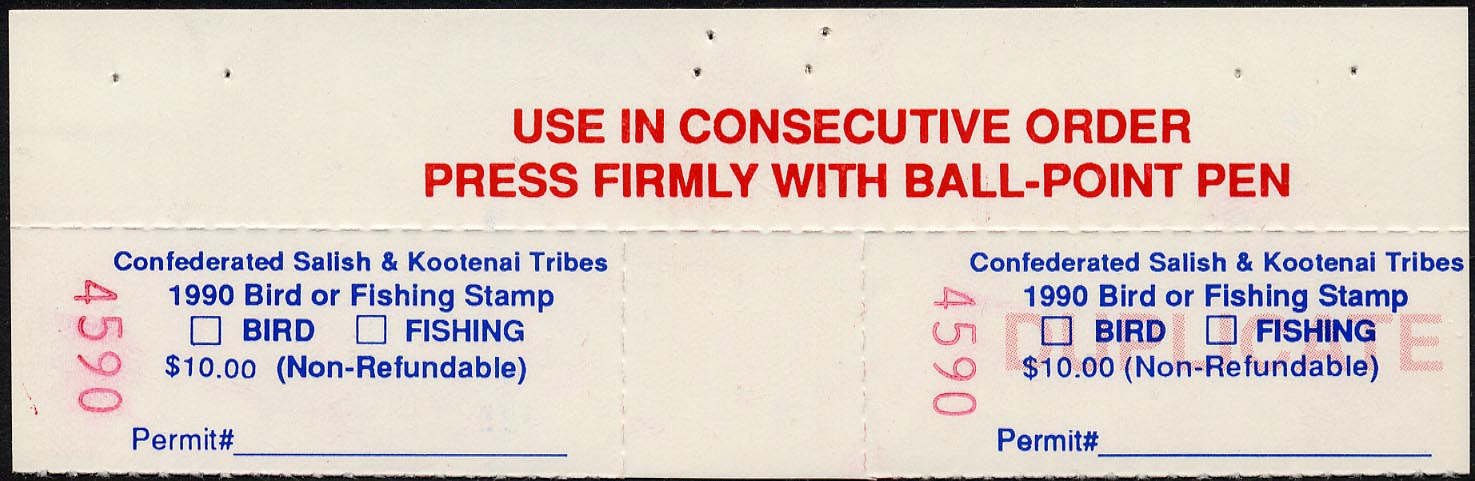 USE IN CONSECUTIVE ORDER
PRESS FIRMLY WITH BALL-POINT PEN
Confederated Salish & Kootenai Tribes
1990 Bird or Fishing Stamp
BIRD FISHING
$10.00 (Non-Refundable)
Permit#
4590
Confederated Salish & Kootenai Tribes
1990 Bird or Fishing Stamp
BIRD FISHING
$10.00 (Non-Refundable)
Permit#
4590
DUPLICATE